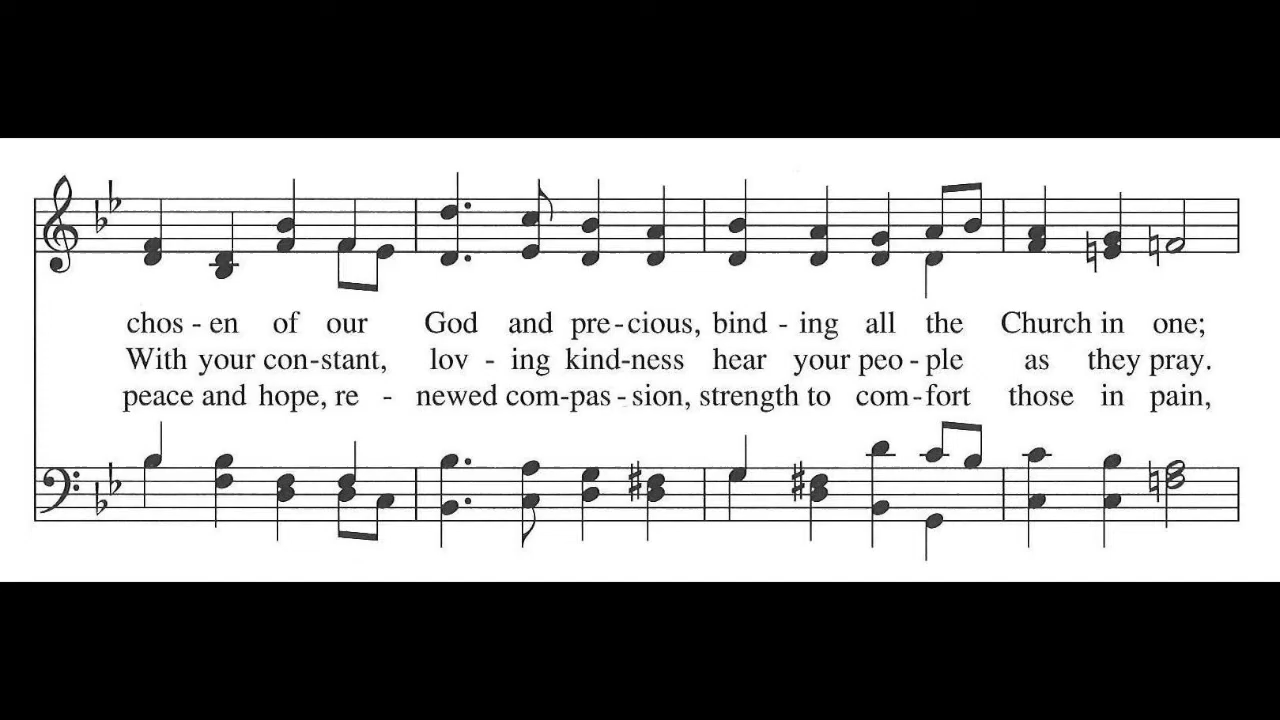 chos - en of our God and pre - cious, bind - ing all the Church in one;
With your con - stant, lov - ing kind - ness hear your peo - ple as they pray.
peace and hope, re - newed com - pas - sion, strength to com - fort those in pain,